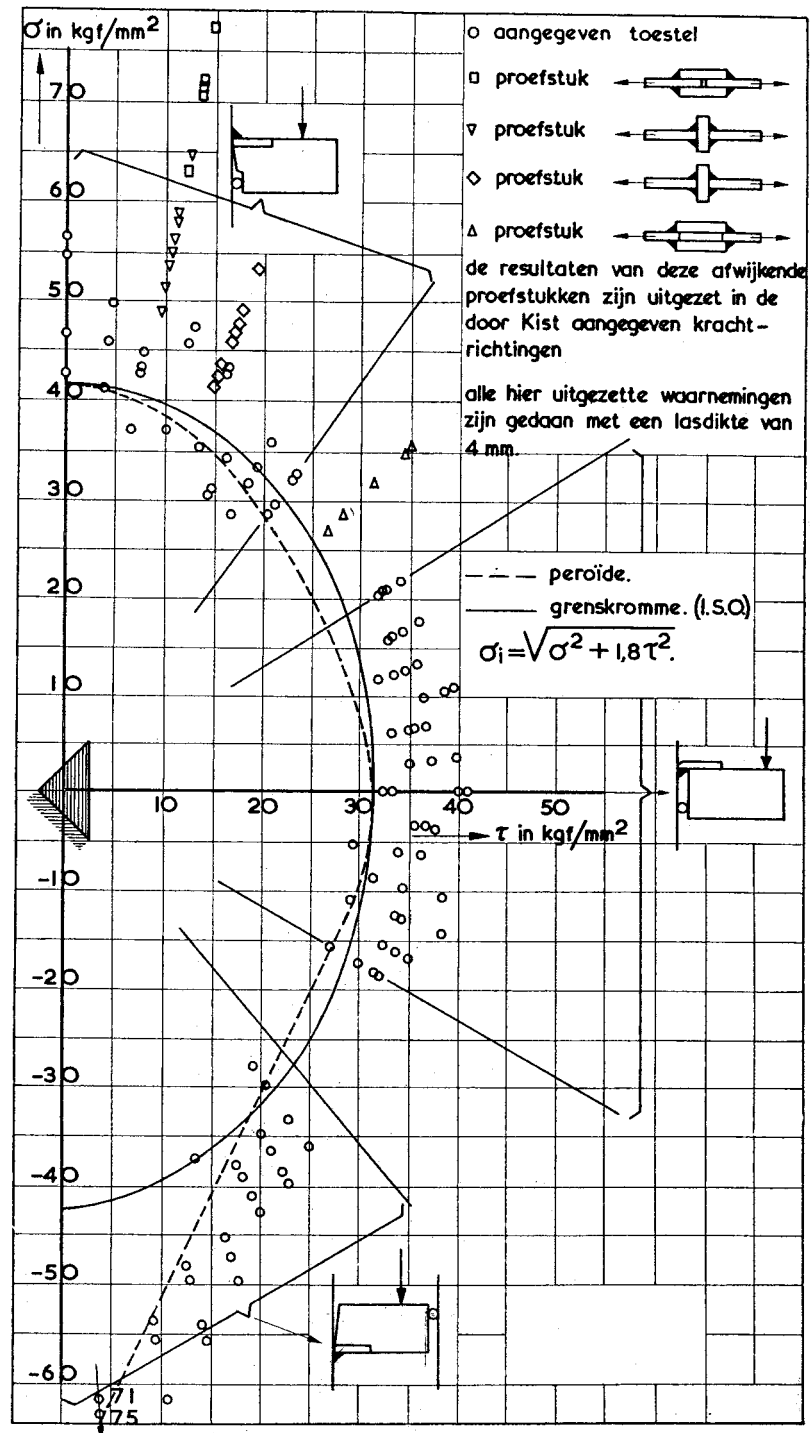 σ in kgf/mm²
70
60
50
40
30
20
10
10 20 30 40 50
τ in kgf/mm²
-10
-20
-30
-40
-50
-60
71
75
aangegeven toestel
proefstuk
proefstuk
proefstuk
proefstuk
de resultaten van deze afwijkende
proefstukken zijn uitgezet in de
door Kist aangegeven kracht-
richtingen
alle hier uitgezette waarnemingen
zijn gedaan met een lasdikte van
4 mm.
peroïde.
grenskromme. (I.S.O.)
σi = √σ² + 1,8τ².